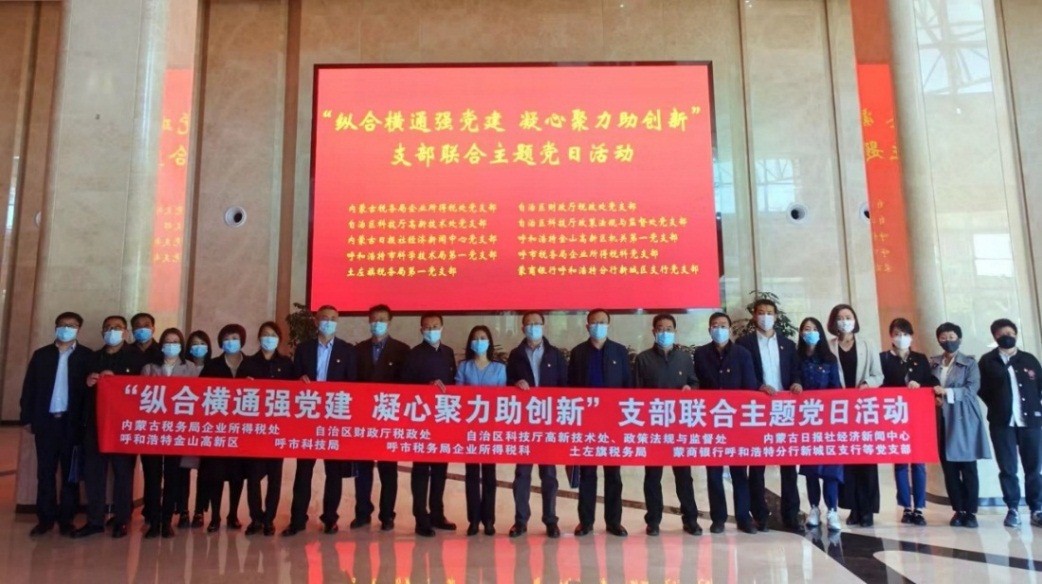 “纵合横通强党建 凝心聚力助创新”
支部联合主题党日活动
内蒙古税务局企业所得税处党支部 自治区财政厅税政处党支部
自治区科技厅高新技术处党支部 自治区科技厅政策法规与监督处党支部
内蒙古日报社经济新闻中心党支部 呼和浩特金山高新区机关第一党支部
呼和浩特市科学技术局第一党支部 呼市税务局企业所得税科党支部
土左旗税务局第一党支部 蒙商银行呼和浩特分行新城区支行党支部
“纵合横通强党建 凝心聚力助创新” 支部联合主题党日活动
内蒙古税务局企业所得税处 自治区财政厅税政处 自治区科技厅高新技术处、政策法规与监督处 内蒙古日报社经济新闻中心
呼和浩特金山高新区 呼市科技局 呼市税务局企业所得税科 土左旗税务局 蒙商银行呼和浩特分行新城区支行等党支部